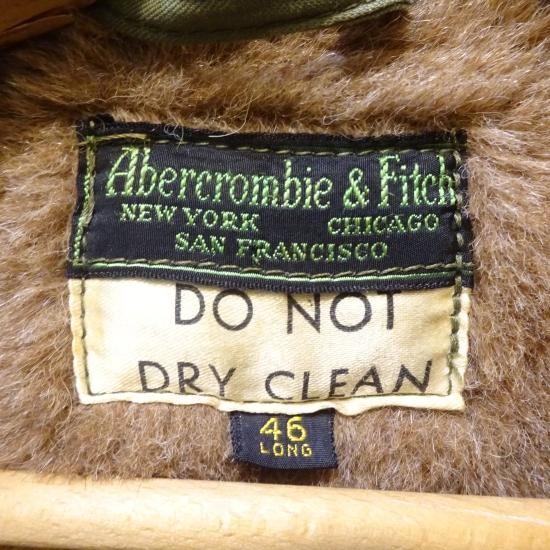 Abercrombie & Fitch
NEW YORK CHICAGO
SAN FRANCISCO
DO NOT
DRY CLEAN
46
LONG